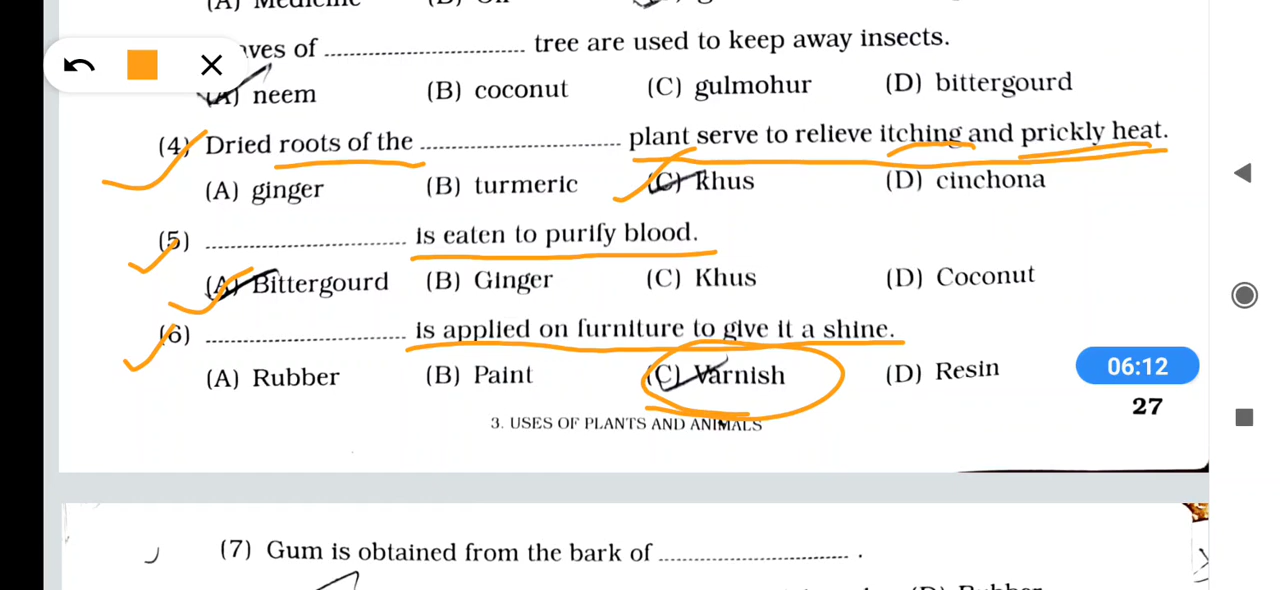 (A) Medicine
aves of ........................ tree are used to keep away insects.
(A) neem (B) coconut (C) gulmohur (D) bittergourd
(4) Dried roots of the ........................ plant serve to relieve itching and prickly heat.
(A) ginger (B) turmeric (C) khus (D) cinchona
(5) ........................ is eaten to purify blood.
(A) Bittergourd (B) Ginger (C) Khus (D) Coconut
(6) ........................ is applied on furniture to give it a shine.
(A) Rubber (B) Paint (C) Varnish (D) Resin
06:12
27
3. USES OF PLANTS AND ANIMALS
(7) Gum is obtained from the bark of ........................ .
(D) Rubber